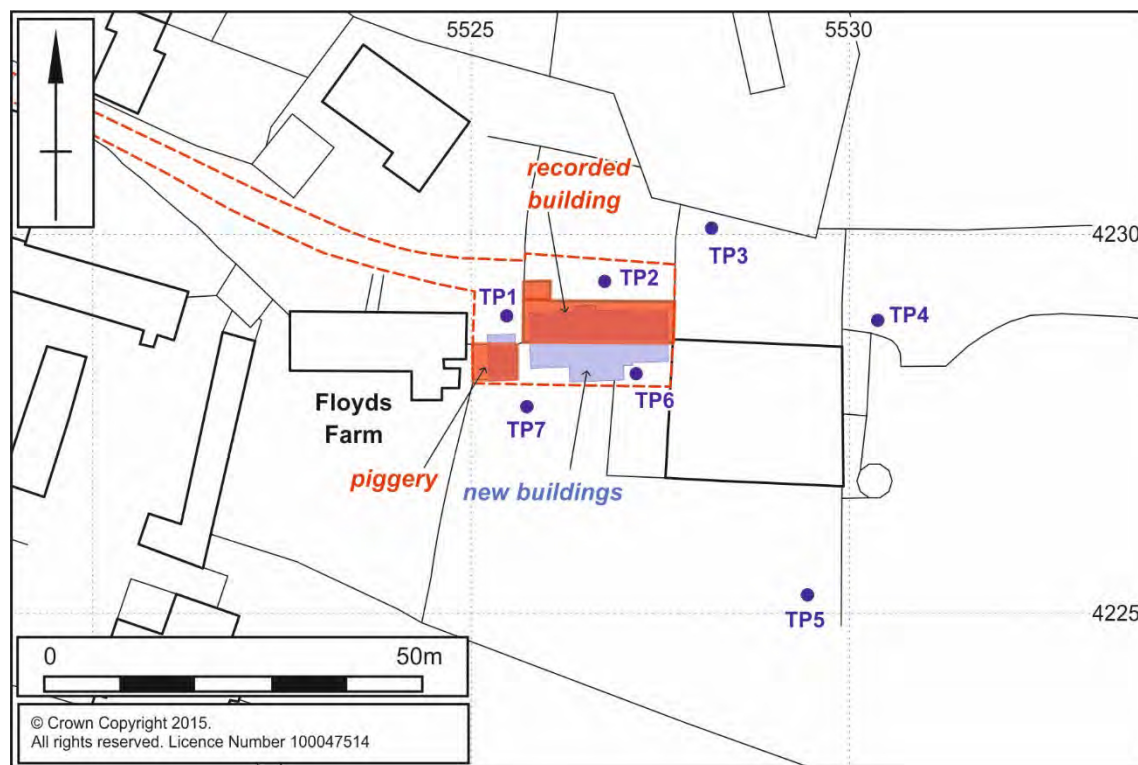 5525
5530
recorded
building
4230
TP3
TP2
TP1
TP4
Floyds
Farm
TP6
TP7
piggery
new buildings
TP5
4225
0
50m
© Crown Copyright 2015.
All rights reserved. Licence Number 100047514